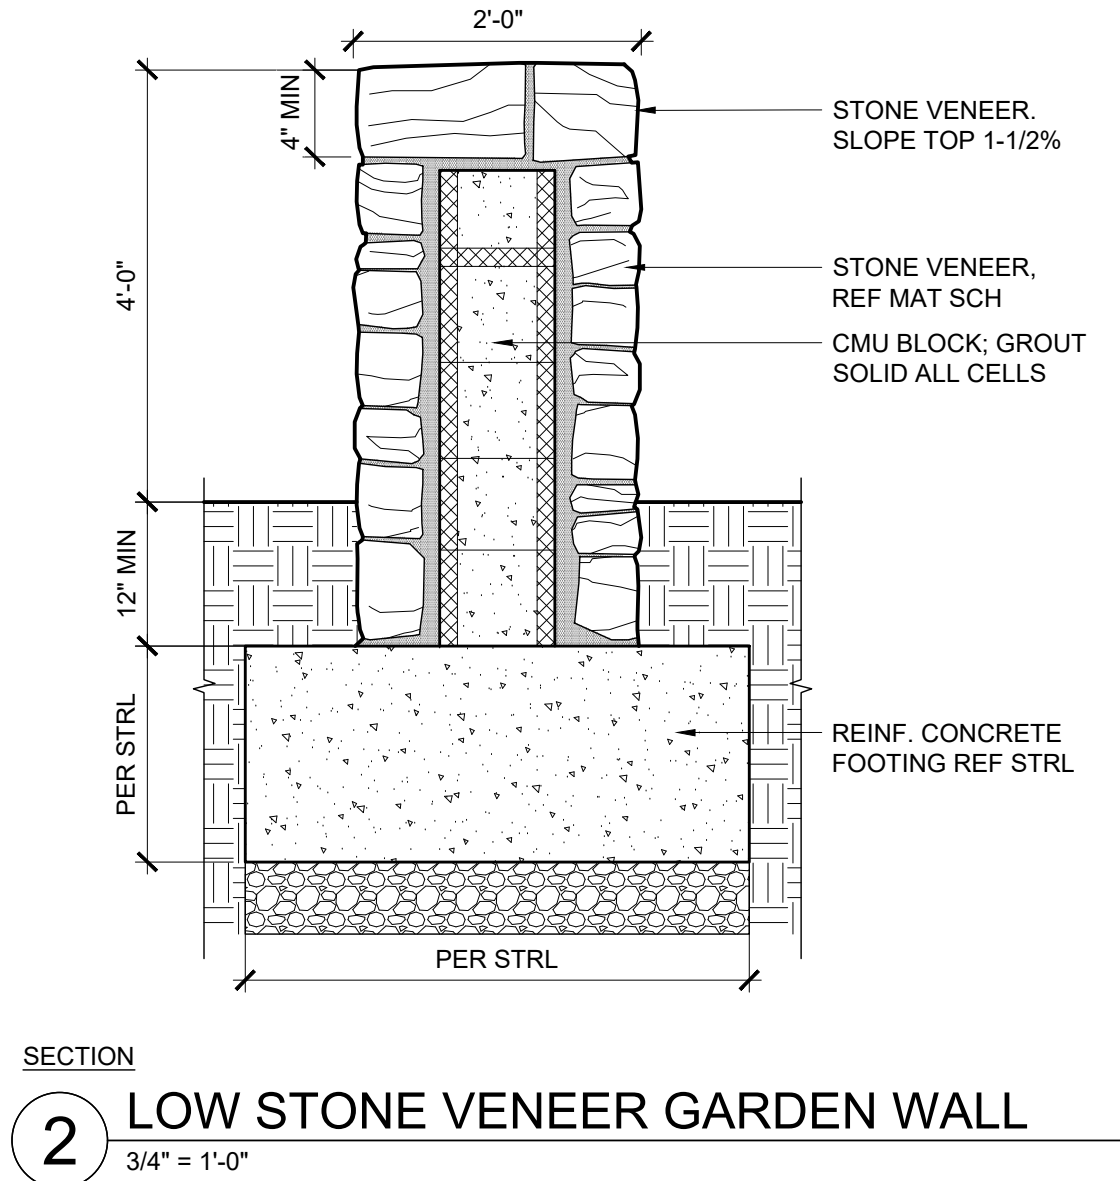 2'-0"
4" MIN
STONE VENEER.
SLOPE TOP 1-1/2%
4'-0"
STONE VENEER,
REF MAT SCH
CMU BLOCK; GROUT
SOLID ALL CELLS
12" MIN
PER STRL
REINF. CONCRETE
FOOTING REF STRL
PER STRL
SECTION
2
LOW STONE VENEER GARDEN WALL
3/4" = 1'-0"